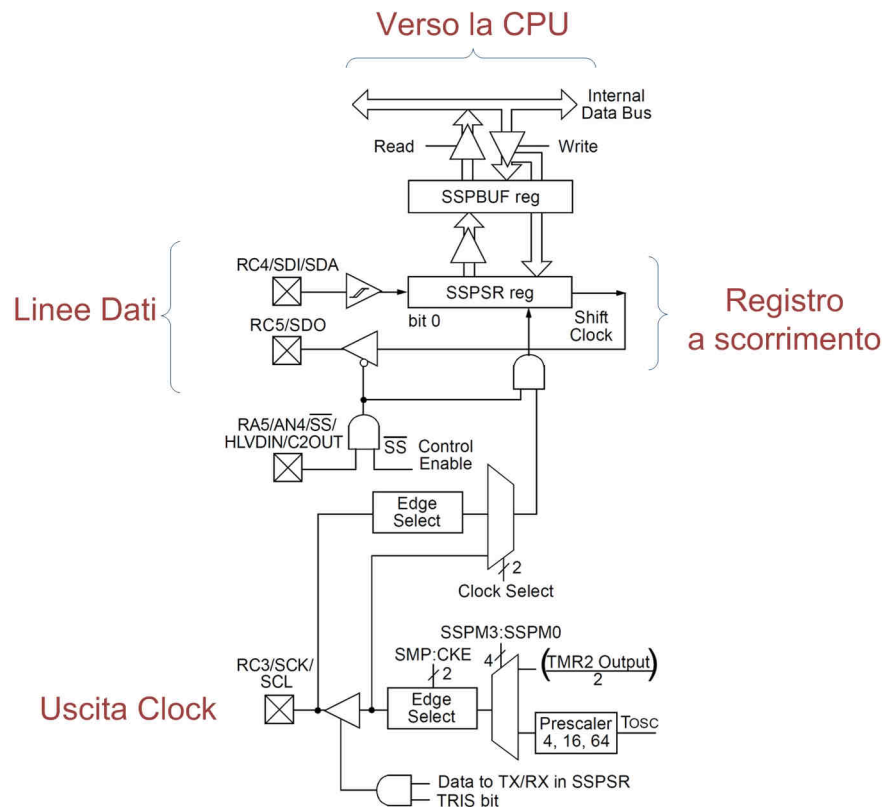 Verso la CPU
Internal
Data Bus
Read
Write
SSPBUF reg
RC4/SDI/SDA
SSPSR reg
Linee Dati
bit 0
Shift
Clock
Registro
a scorrimento
RC5/SDO
RA5/AN4/SS/
HLVDIN/C2OUT
SS
Control
Enable
Edge
Select
2
Clock Select
SSPM3:SSPM0
SMP:CKE
4
(TMR2 Output)
2
2
RC3/SCK/
SCL
Uscita Clock
Edge
Select
Prescaler
4, 16, 64
TOSC
Data to TX/RX in SSPSR
TRIS bit